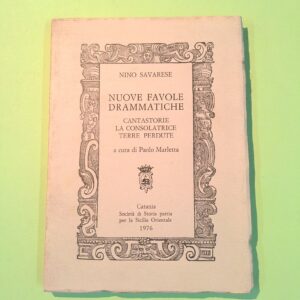 NINO SAVARESE
NUOVE FAVOLE
DRAMMATICHE
CANTASTORIE
LA CONSOLATRICE
TERRE PERDUTE
a cura di Paolo Marletta
Catania
Società di Storia patria
per la Sicilia Orientale
1976